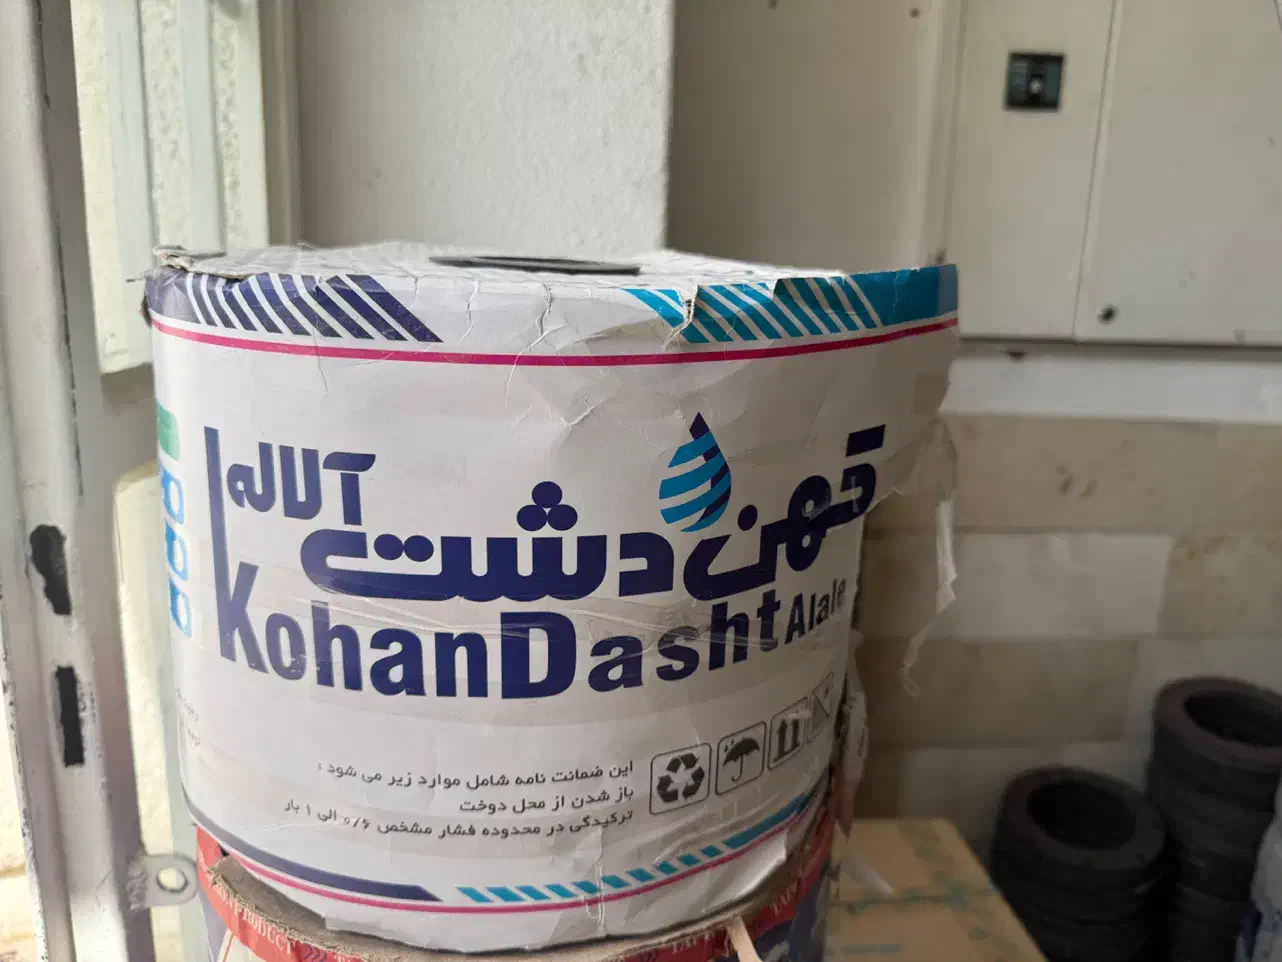 آلاله
کهن دشت
KohanDasht Alale
این ضمانت نامه شامل موارد زیر می شود :
باز شدن از محل دوخت
ترکیدگی در محدوده فشار مشخص ۰/۶ الی ۱ بار
PRODUCT